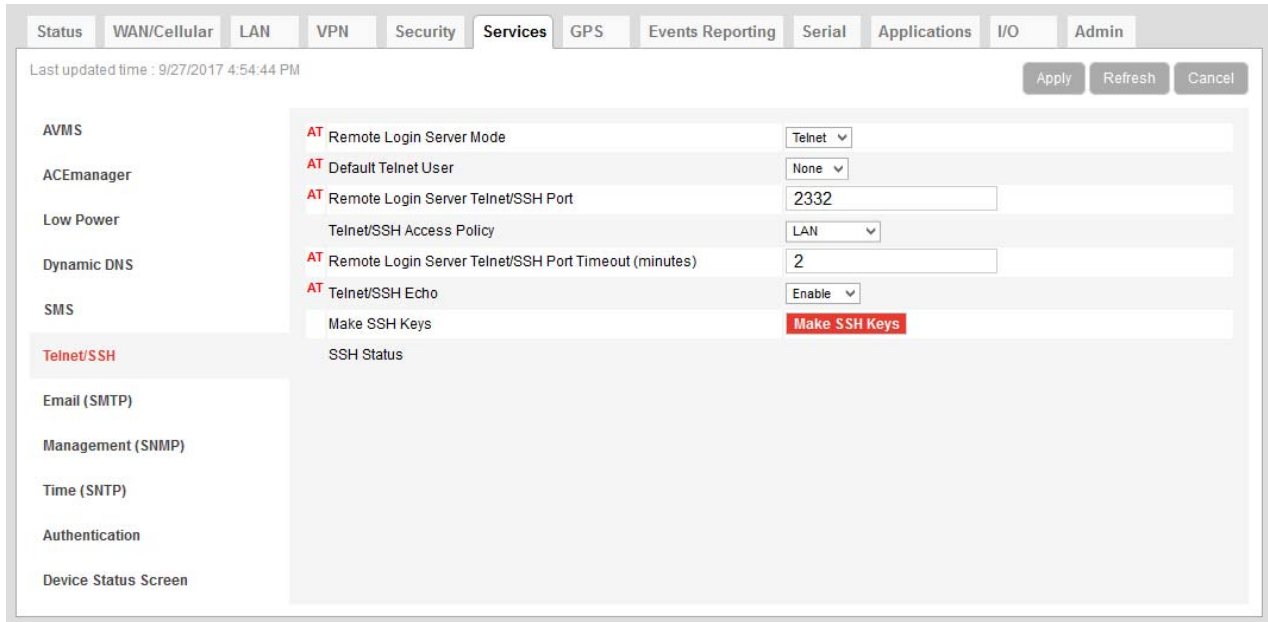 Status WAN/Cellular LAN VPN Security Services GPS Events Reporting Serial Applications I/O Admin
Last updated time : 9/27/2017 4:54:44 PM
Apply Refresh Cancel
AVMS
ACEmanager
Low Power
Dynamic DNS
SMS
Telnet/SSH
Email (SMTP)
Management (SNMP)
Time (SNTP)
Authentication
Device Status Screen
AT Remote Login Server Mode Telnet
AT Default Telnet User None
AT Remote Login Server Telnet/SSH Port 2332
Telnet/SSH Access Policy LAN
AT Remote Login Server Telnet/SSH Port Timeout (minutes) 2
AT Telnet/SSH Echo Enable
Make SSH Keys Make SSH Keys
SSH Status